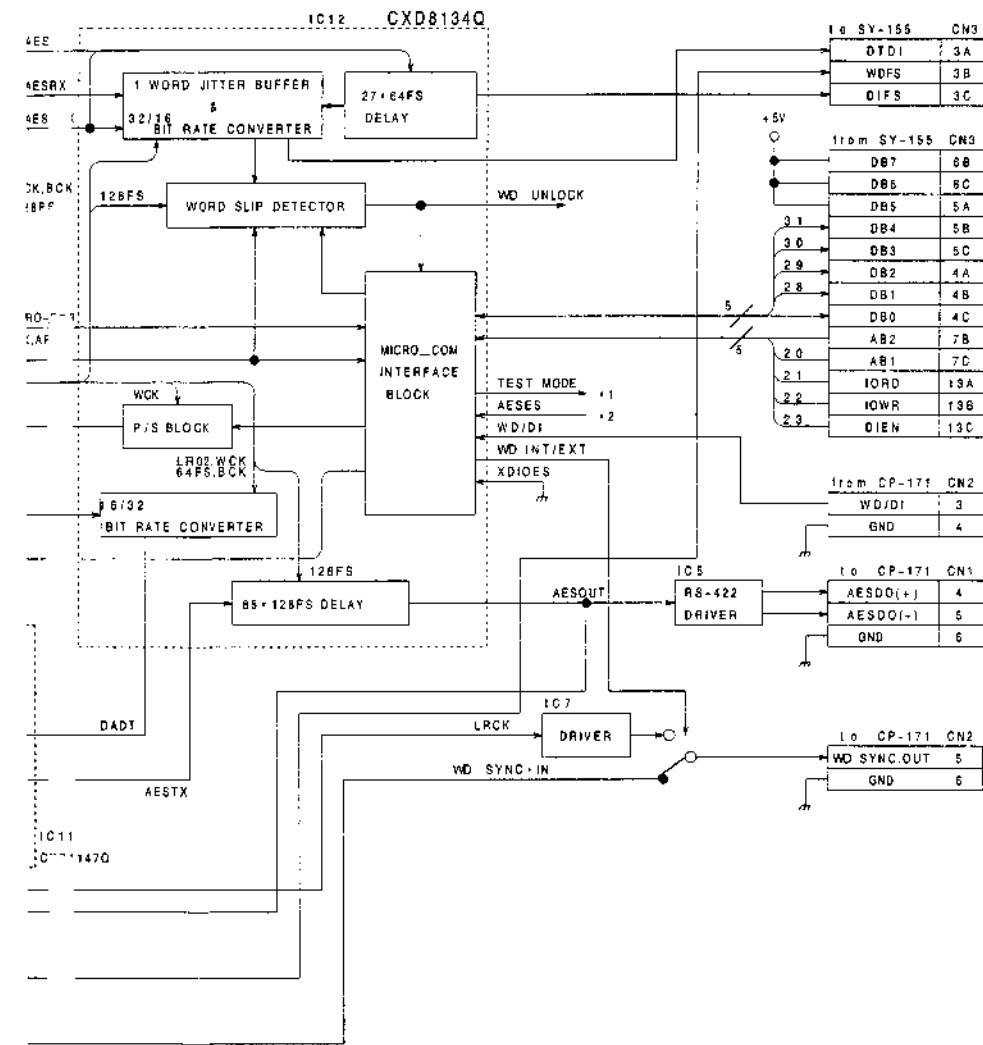 IC12 CXD8134Q
to SY-155 CN3
DTDI 3A
WDFS 3B
DIFS 3C
AES
AESRX
AES
1 WORD JITTER BUFFER
&
32/16
BIT RATE CONVERTER
27×64FS
DELAY
+5V
from SY-155 CN3
DB7 6B
DB6 6C
DB5 5A
31 DB4 5B
30 DB3 5C
29 DB2 4A
28 DB1 4B
5 DB0 4C
5 AB2 7B
20 AB1 7C
21 IORD 13A
22 IOWR 13B
23 DIEN 13C
CK,BCK
128FS
WORD SLIP DETECTOR
WD UNLOCK
MICRO_COM
INTERFACE
BLOCK
TEST MODE *1
AESES *2
WD/DI
WD INT/EXT
XDIOES
WCK
P/S BLOCK
LR02.WCK
64FS.BCK
16/32
BIT RATE CONVERTER
from CP-171 CN2
WD/DI 3
GND 4
128FS
85×128FS DELAY
AESOUT
IC5
RS-422
DRIVER
to CP-171 CN1
AESDO(+) 4
AESDO(-) 5
GND 6
DADT
AESTX
IC7
LRCK
DRIVER
WD SYNC-IN
to CP-171 CN2
WD SYNC.OUT 5
GND 6
IC11